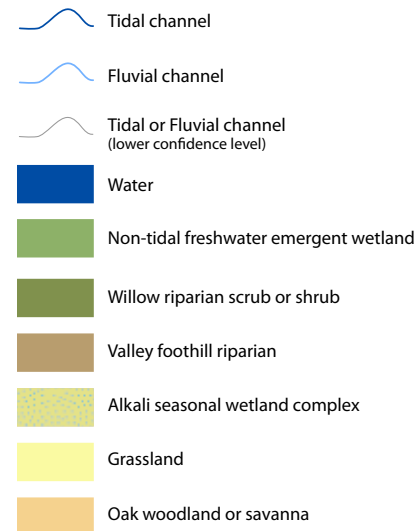 Tidal channel
Fluvial channel
Tidal or Fluvial channel
(lower confidence level)
Water
Non-tidal freshwater emergent wetland
Willow riparian scrub or shrub
Valley foothill riparian
Alkali seasonal wetland complex
Grassland
Oak woodland or savanna